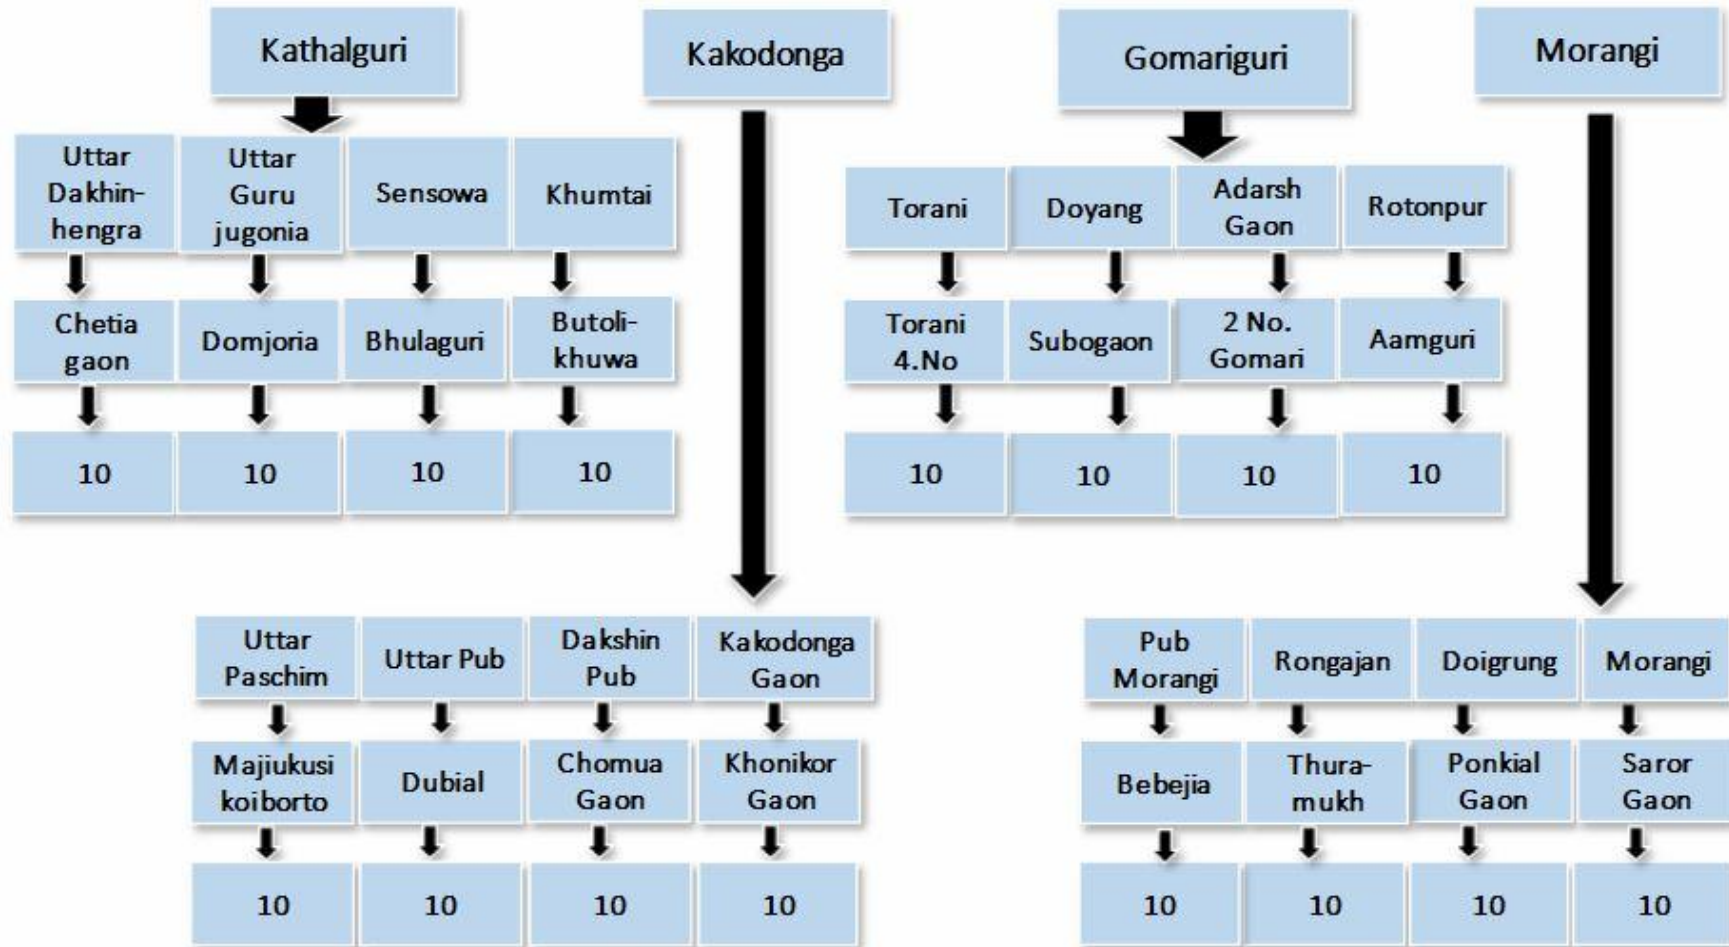 Kathalguri
Kakodonga
Gomariguri
Morangi
Uttar
Dakhin-
hengra
Uttar
Guru
jugonia
Sensowa
Khumtai
Torani
Doyang
Adarsh
Gaon
Rotonpur
Chetia
gaon
Domjoria
Bhulaguri
Butoli-
khuwa
Torani
4.No
Subogaon
2 No.
Gomari
Aamguri
10
10
10
10
10
10
10
10
Uttar
Paschim
Uttar Pub
Dakshin
Pub
Kakodonga
Gaon
Pub
Morangi
Rongajan
Doigrung
Morangi
Majiukusi
koiborto
Dubial
Chomua
Gaon
Khonikor
Gaon
Bebejia
Thura-
mukh
Ponkial
Gaon
Saror
Gaon
10
10
10
10
10
10
10
10